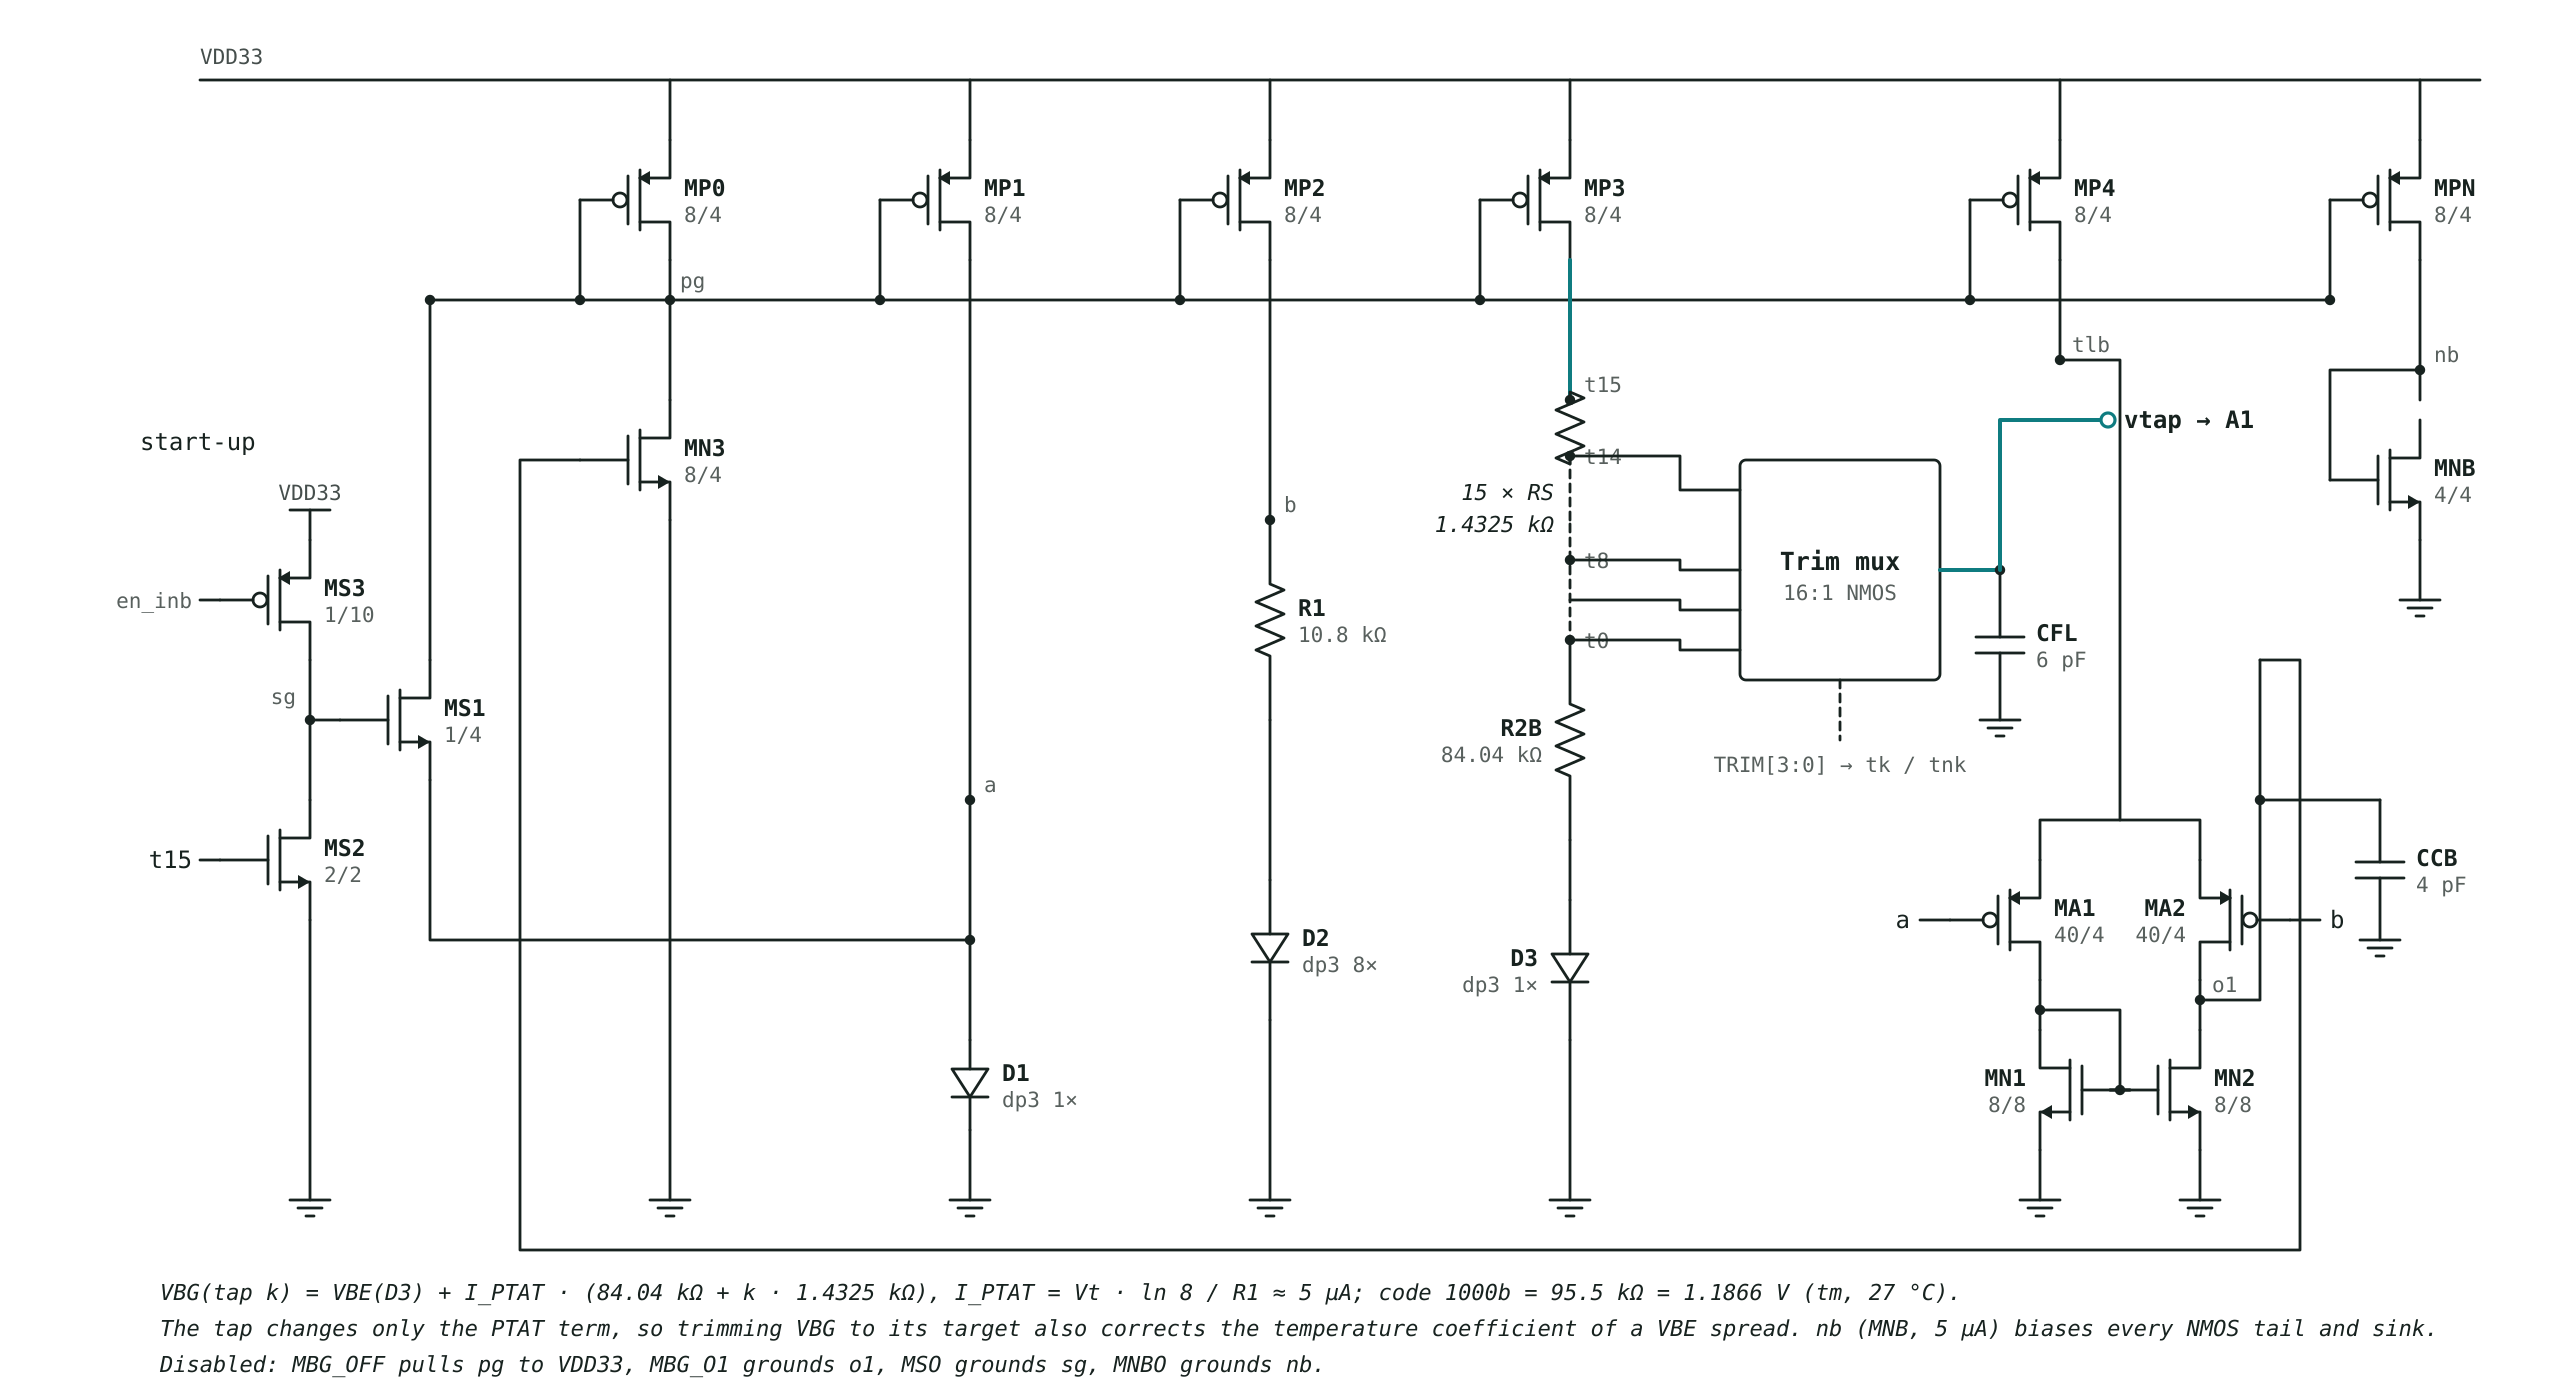 VDD33
MP0
8/4
MP1
8/4
MP2
8/4
MP3
8/4
MP4
8/4
MPN
8/4
pg
tlb
nb
t15
vtap → A1
start-up
MN3
8/4
t14
MNB
4/4
VDD33
15 × RS
1.4325 kΩ
b
t8
Trim mux
16:1 NMOS
en_inb
MS3
1/10
R1
10.8 kΩ
t0
CFL
6 pF
sg
MS1
1/4
R2B
84.04 kΩ
TRIM[3:0] → tk / tnk
a
t15
MS2
2/2
CCB
4 pF
a
MA1
40/4
MA2
40/4
b
D2
dp3 8×
D3
dp3 1×
o1
D1
dp3 1×
MN1
8/8
MN2
8/8
VBG(tap k) = VBE(D3) + I_PTAT · (84.04 kΩ + k · 1.4325 kΩ), I_PTAT = Vt · ln 8 / R1 ≈ 5 µA; code 1000b = 95.5 kΩ = 1.1866 V (tm, 27 °C).
The tap changes only the PTAT term, so trimming VBG to its target also corrects the temperature coefficient of a VBE spread. nb (MNB, 5 µA) biases every NMOS tail and sink.
Disabled: MBG_OFF pulls pg to VDD33, MBG_O1 grounds o1, MSO grounds sg, MNBO grounds nb.